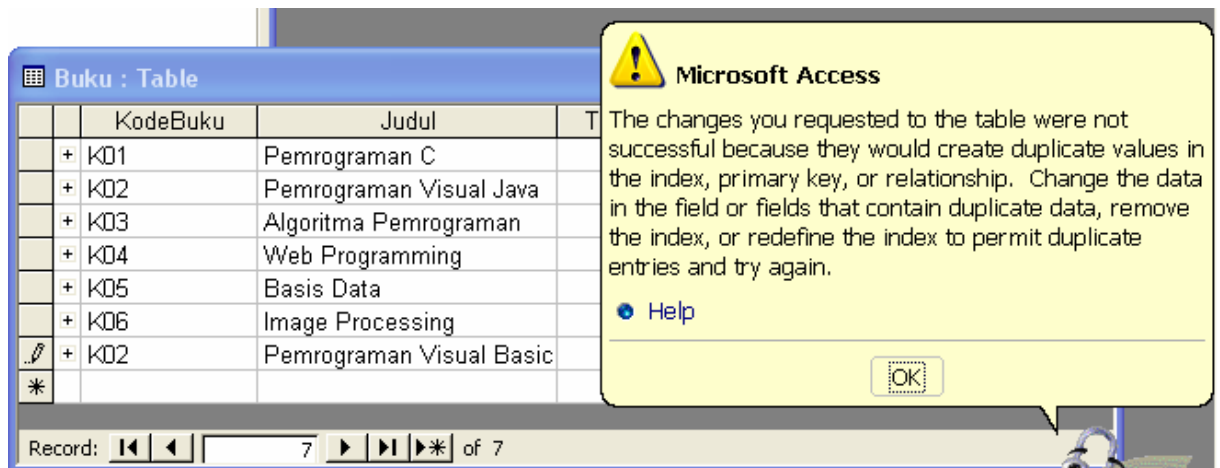 Buku : Table
KodeBuku Judul T
K01 Pemrograman C
K02 Pemrograman Visual Java
K03 Algoritma Pemrograman
K04 Web Programming
K05 Basis Data
K06 Image Processing
K02 Pemrograman Visual Basic
Record: 7 of 7
Microsoft Access
The changes you requested to the table were not
successful because they would create duplicate values in
the index, primary key, or relationship. Change the data
in the field or fields that contain duplicate data, remove
the index, or redefine the index to permit duplicate
entries and try again.
Help
OK